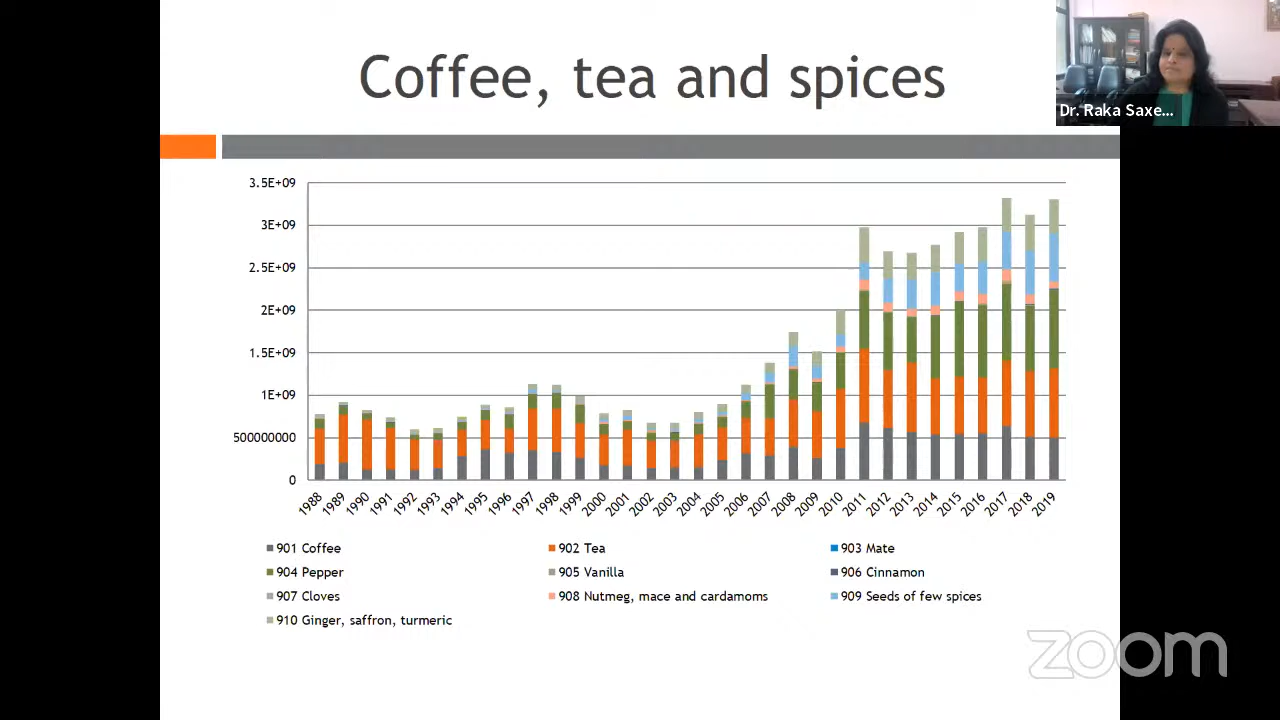 Coffee, tea and spices
Dr. Raka Saxe...
3.5E+09
3E+09
2.5E+09
2E+09
1.5E+09
1E+09
500000000
0
1988 1989 1990 1991 1992 1993 1994 1995 1996 1997 1998 1999 2000 2001 2002 2003 2004 2005 2006 2007 2008 2009 2010 2011 2012 2013 2014 2015 2016 2017 2018 2019
901 Coffee 902 Tea 903 Mate
904 Pepper 905 Vanilla 906 Cinnamon
907 Cloves 908 Nutmeg, mace and cardamoms 909 Seeds of few spices
910 Ginger, saffron, turmeric
zoom